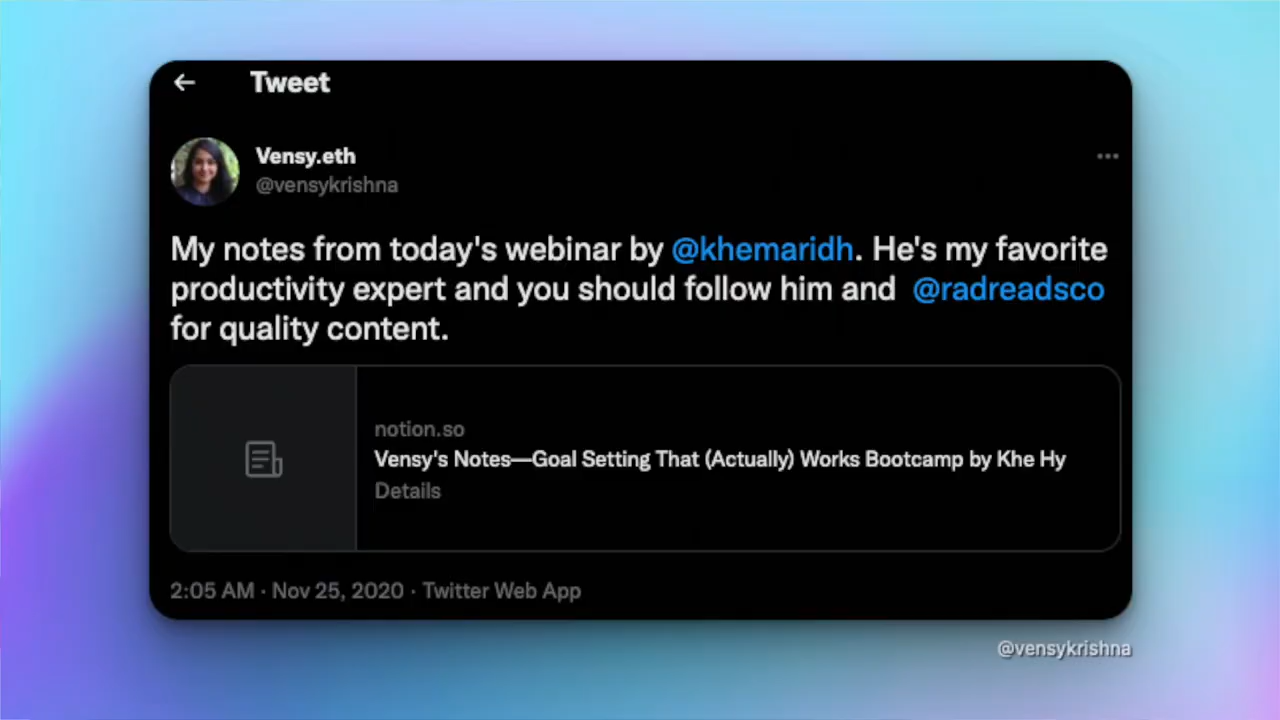 Tweet
Vensy.eth
@vensykrishna
My notes from today's webinar by @khemaridh. He's my favorite
productivity expert and you should follow him and @radreadsco
for quality content.
notion.so
Vensy's Notes—Goal Setting That (Actually) Works Bootcamp by Khe Hy
Details
2:05 AM · Nov 25, 2020 · Twitter Web App
@vensykrishna